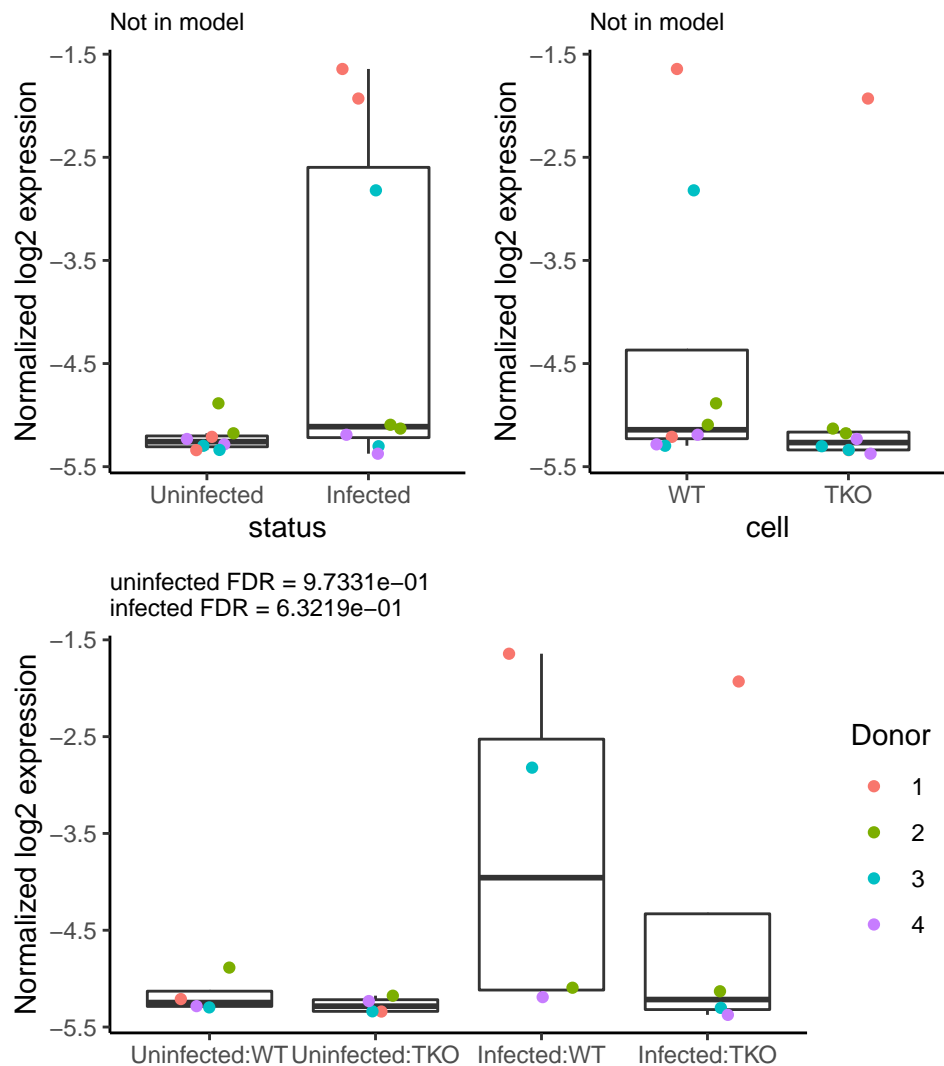 Not in model
Normalized log2 expression
−1.5
−2.5
−3.5
−4.5
−5.5
Uninfected Infected
status
Not in model
Normalized log2 expression
−1.5
−2.5
−3.5
−4.5
−5.5
WT TKO
cell
uninfected FDR = 9.7331e−01
infected FDR = 6.3219e−01
Normalized log2 expression
−1.5
−2.5
−3.5
−4.5
−5.5
Uninfected:WT Uninfected:TKO Infected:WT Infected:TKO
Donor
1
2
3
4